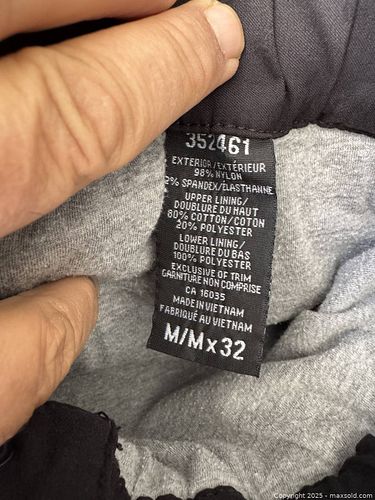 352461
EXTERIOR/EXTÉRIEUR
98% NYLON
2% SPANDEX/ÉLASTHANNE
UPPER LINING/
DOUBLURE DU HAUT
80% COTTON/COTON
20% POLYESTER
LOWER LINING/
DOUBLURE DU BAS
100% POLYESTER
EXCLUSIVE OF TRIM
GARNITURE NON COMPRISE
CA 16035
MADE IN VIETNAM
FABRIQUÉ AU VIETNAM
M/M x 32
Copyright 2025 - maxsold.com